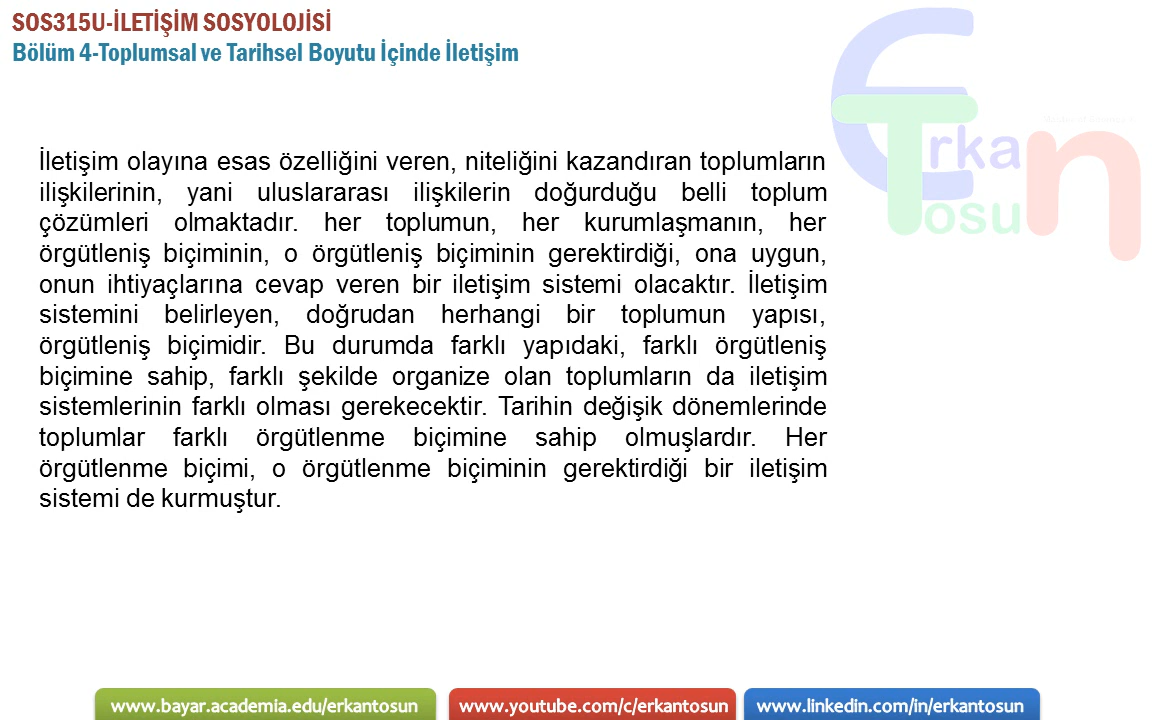 SOS315U-İLETİŞİM SOSYOLOJİSİ
Bölüm 4-Toplumsal ve Tarihsel Boyutu İçinde İletişim
Erkan
Tosun
İletişim olayına esas özelliğini veren, niteliğini kazandıran toplumların
ilişkilerinin, yani uluslararası ilişkilerin doğurduğu belli toplum
çözümleri olmaktadır. her toplumun, her kurumlaşmanın, her
örgütleniş biçiminin, o örgütleniş biçiminin gerektirdiği, ona uygun,
onun ihtiyaçlarına cevap veren bir iletişim sistemi olacaktır. İletişim
sistemini belirleyen, doğrudan herhangi bir toplumun yapısı,
örgütleniş biçimidir. Bu durumda farklı yapıdaki, farklı örgütleniş
biçimine sahip, farklı şekilde organize olan toplumların da iletişim
sistemlerinin farklı olması gerekecektir. Tarihin değişik dönemlerinde
toplumlar farklı örgütlenme biçimine sahip olmuşlardır. Her
örgütlenme biçimi, o örgütlenme biçiminin gerektirdiği bir iletişim
sistemi de kurmuştur.
www.bayar.academia.edu/erkantosun
www.youtube.com/c/erkantosun
www.linkedin.com/in/erkantosun